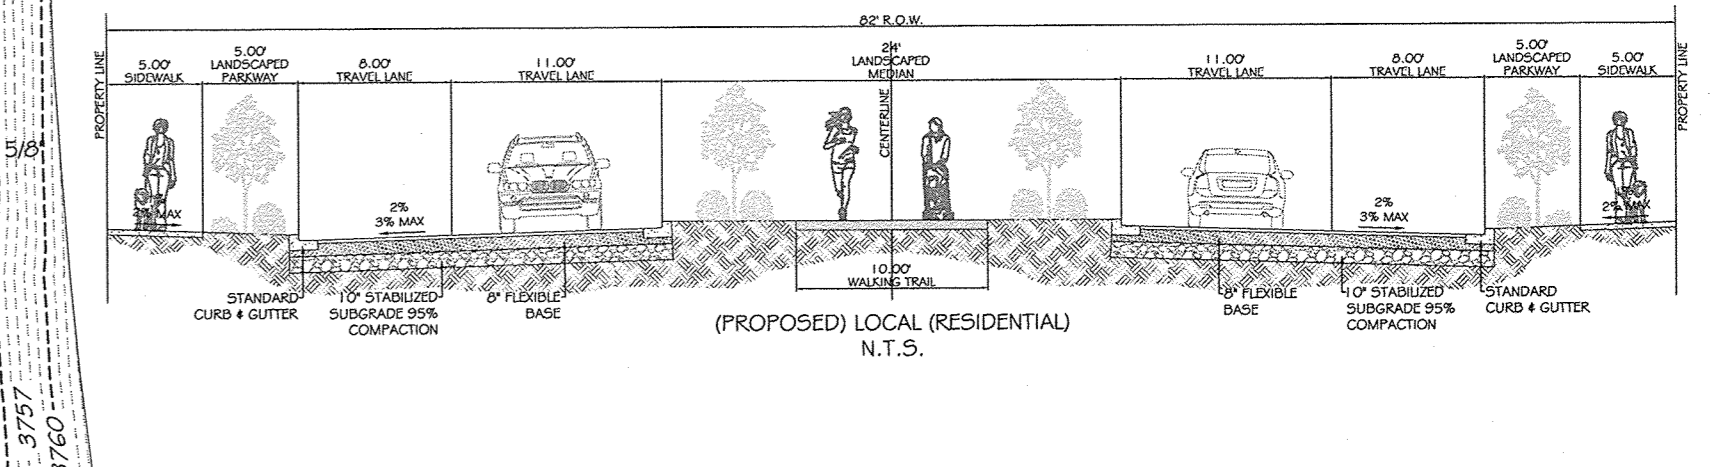 82' R.O.W.
PROPERTY LINE
5.00'
SIDEWALK
5.00'
LANDSCAPED
PARKWAY
8.00'
TRAVEL LANE
11.00'
TRAVEL LANE
24'
LANDSCAPED
MEDIAN
CENTERLINE
11.00'
TRAVEL LANE
8.00'
TRAVEL LANE
5.00'
LANDSCAPED
PARKWAY
5.00'
SIDEWALK
PROPERTY LINE
5/8"
2% MAX
2%
3% MAX
2%
3% MAX
2% MAX
10.00'
WALKING TRAIL
STANDARD
CURB & GUTTER
10" STABILIZED
SUBGRADE 95%
COMPACTION
8" FLEXIBLE
BASE
8" FLEXIBLE
BASE
10" STABILIZED
SUBGRADE 95%
COMPACTION
STANDARD
CURB & GUTTER
(PROPOSED) LOCAL (RESIDENTIAL)
N.T.S.
3757
3760